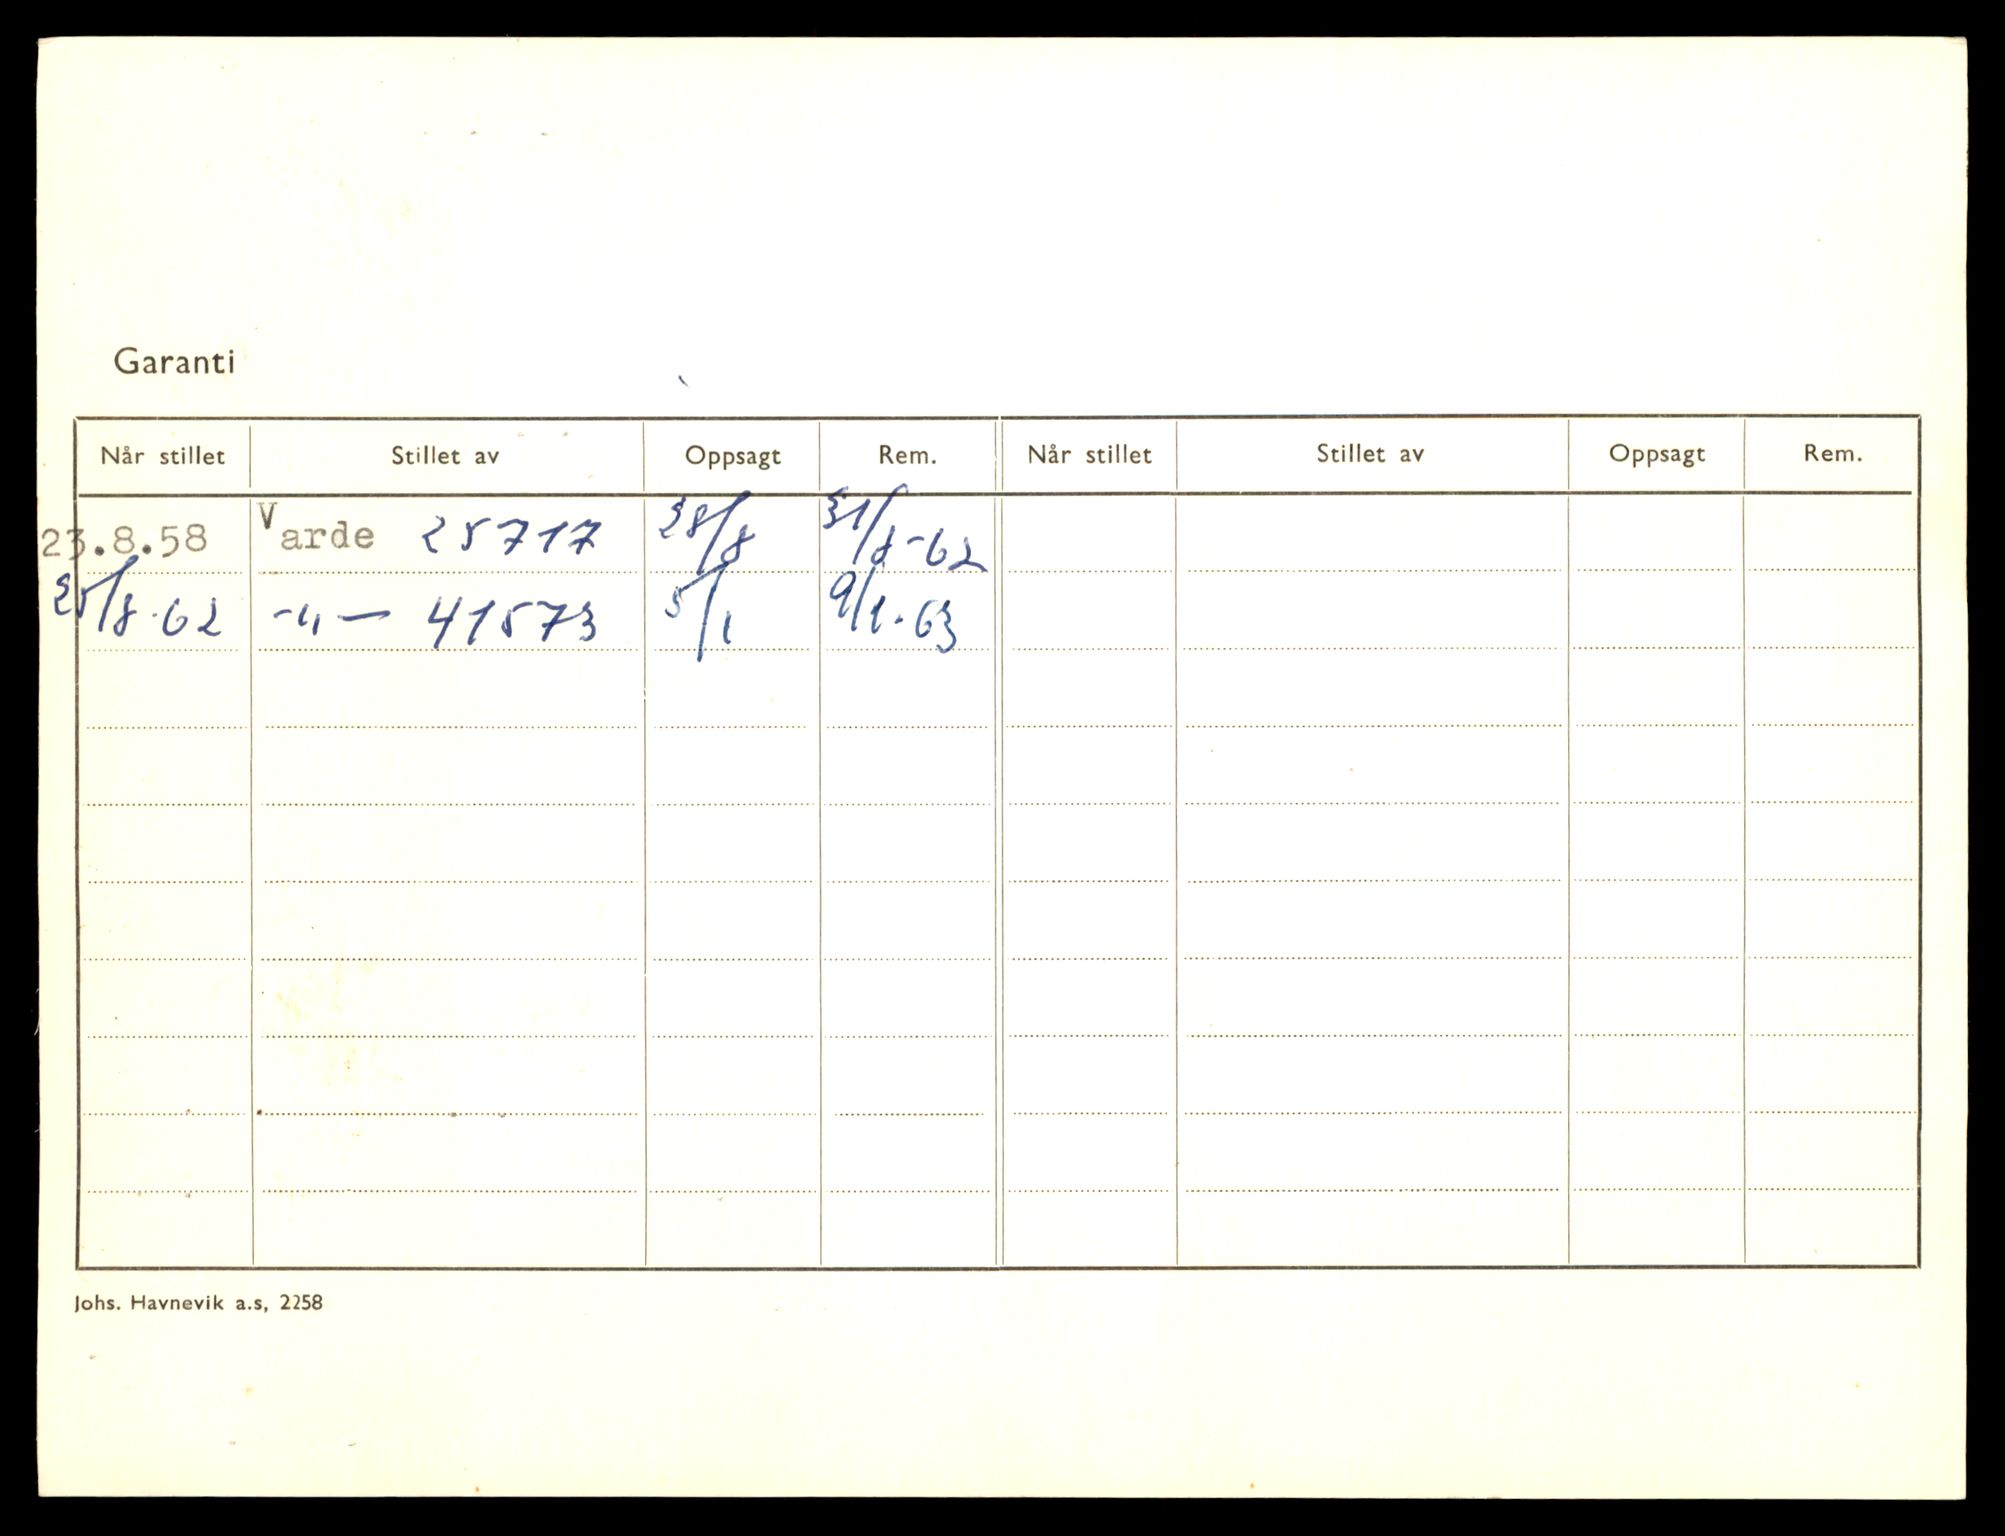 Garanti
Når stillet Stillet av Oppsagt Rem. Når stillet Stillet av Oppsagt Rem.
23.8.58 Varde 25717 28/8 31/8-62
25/8-62 -"- 41573 5/1 9/1-63
Johs. Havnevik a.s, 2258